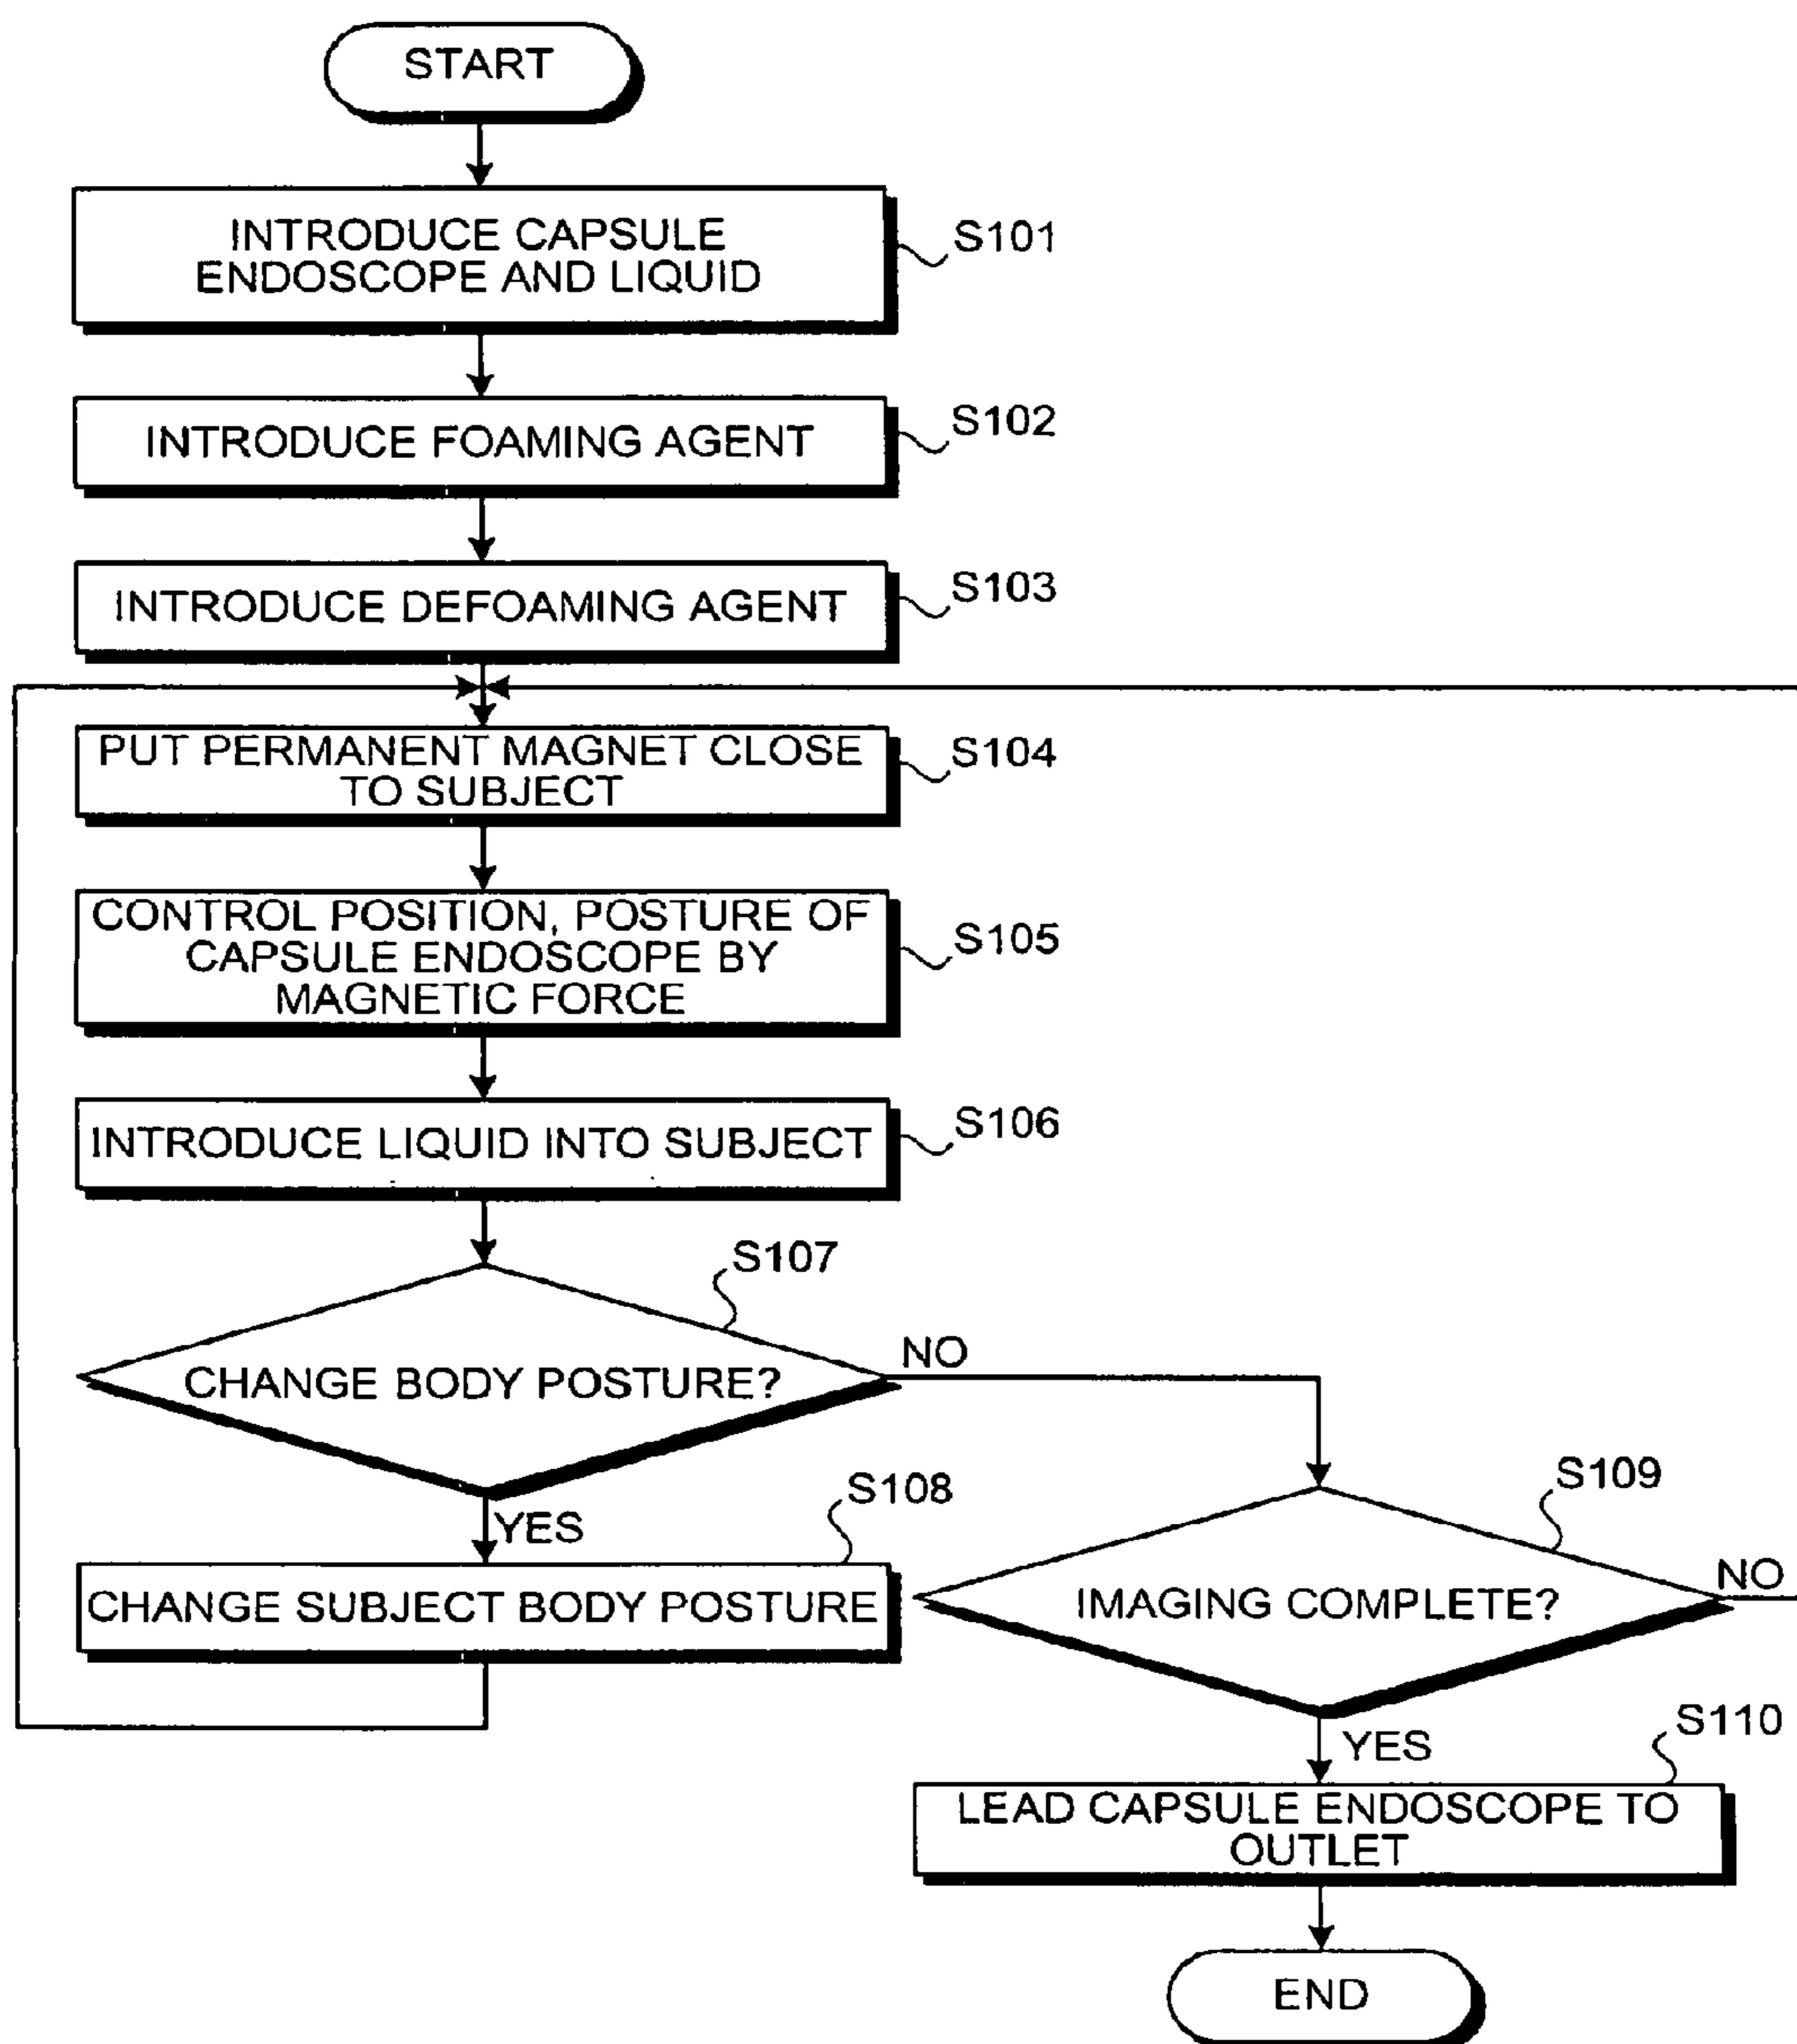 START
INTRODUCE CAPSULE
ENDOSCOPE AND LIQUID
S101
INTRODUCE FOAMING AGENT
S102
INTRODUCE DEFOAMING AGENT
S103
PUT PERMANENT MAGNET CLOSE
TO SUBJECT
S104
CONTROL POSITION, POSTURE OF
CAPSULE ENDOSCOPE BY
MAGNETIC FORCE
S105
INTRODUCE LIQUID INTO SUBJECT
S106
S107
CHANGE BODY POSTURE?
NO
YES
S108
CHANGE SUBJECT BODY POSTURE
S109
IMAGING COMPLETE?
NO
YES
S110
LEAD CAPSULE ENDOSCOPE TO
OUTLET
END